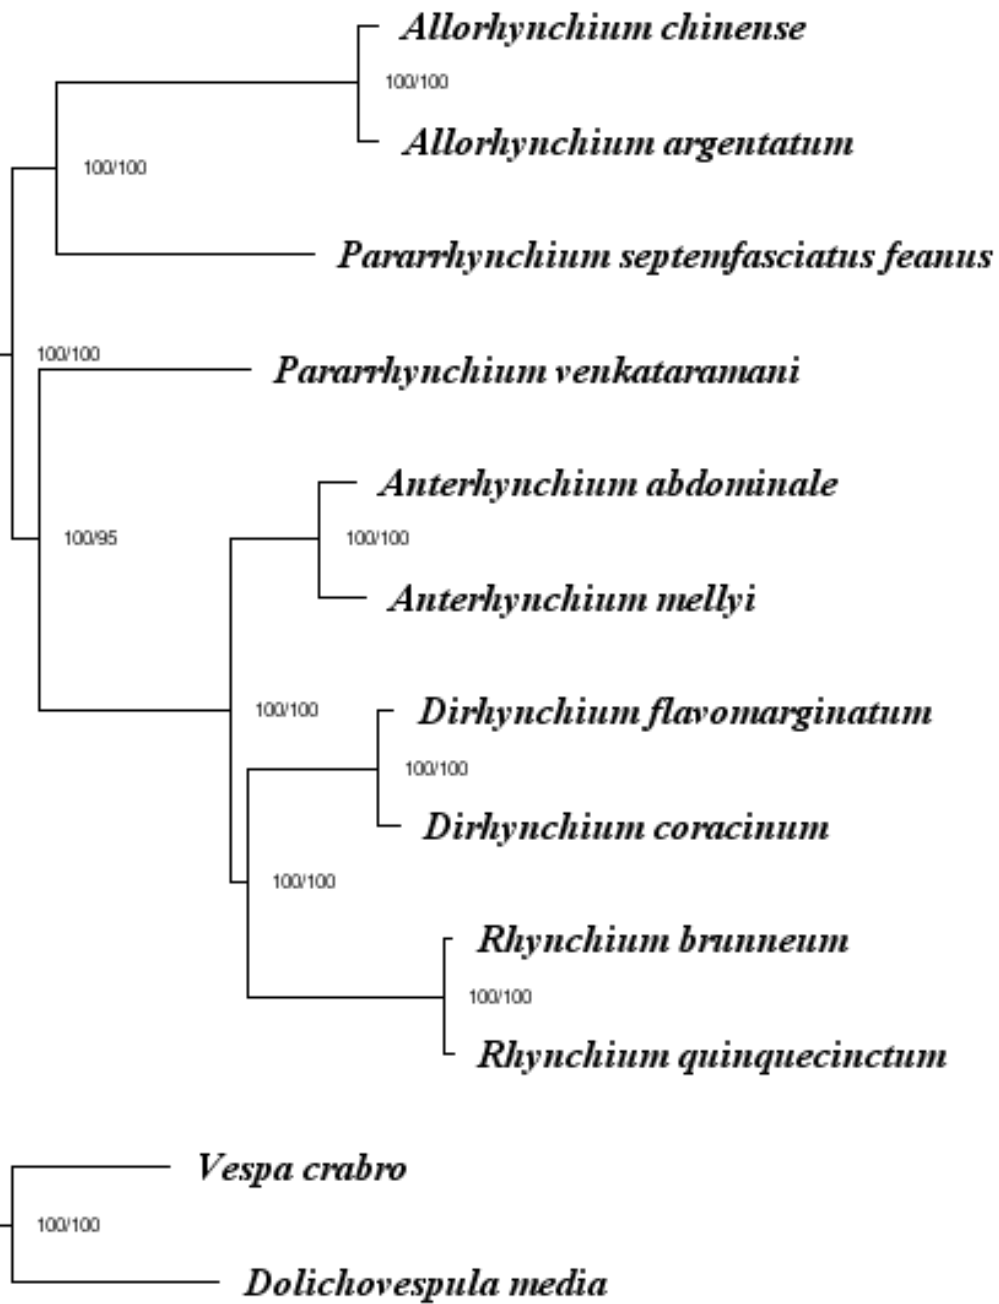 Allorhynchium chinense
100/100
Allorhynchium argentatum
100/100
Pararrhynchium septemfasciatus feanus
100/100
Pararrhynchium venkataramani
Anterhynchium abdominale
100/95
100/100
Anterhynchium mellyi
100/100
Dirhynchium flavomarginatum
100/100
Dirhynchium coracinum
100/100
Rhynchium brunneum
100/100
Rhynchium quinquecinctum
Vespa crabro
100/100
Dolichovespula media